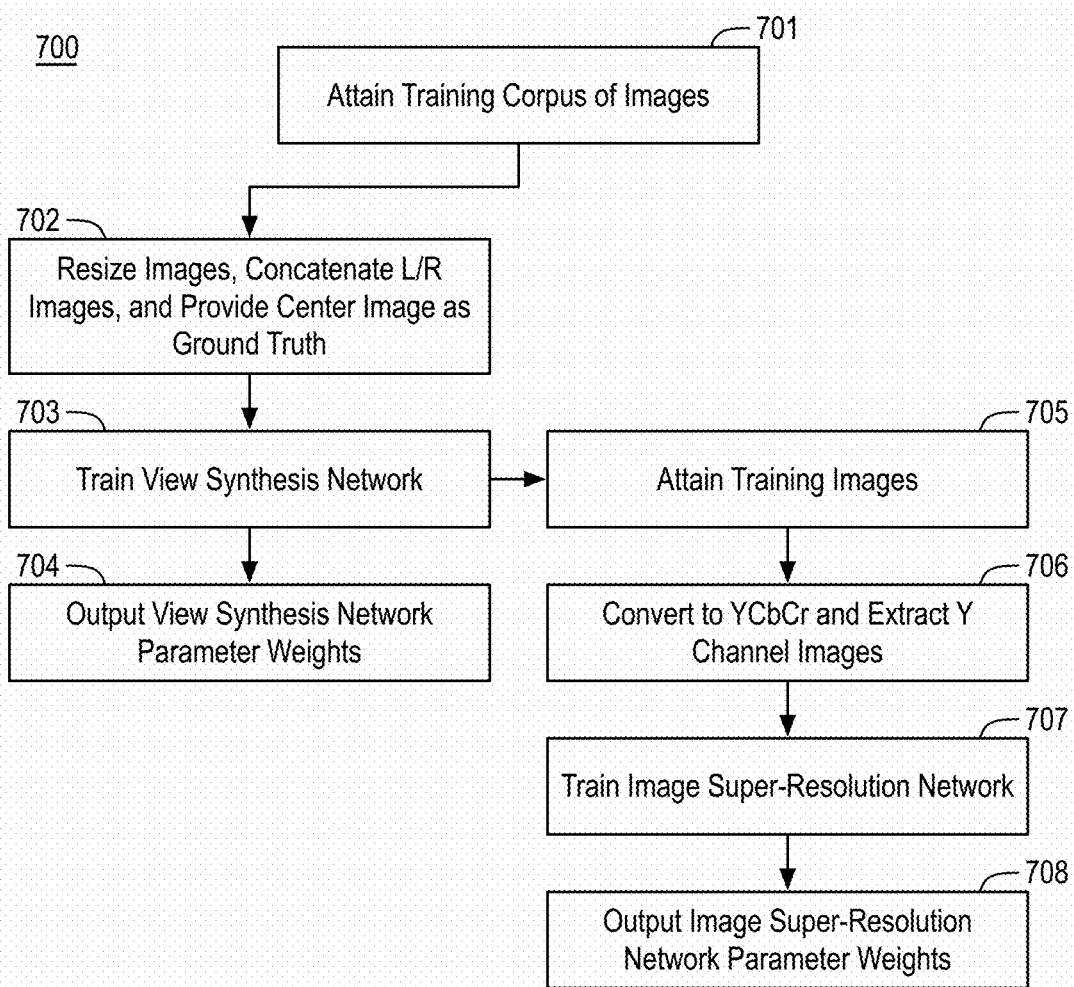 700
701
Attain Training Corpus of Images
702
Resize Images, Concatenate L/R
Images, and Provide Center Image as
Ground Truth
703
Train View Synthesis Network
704
Output View Synthesis Network
Parameter Weights
705
Attain Training Images
706
Convert to YCbCr and Extract Y
Channel Images
707
Train Image Super-Resolution Network
708
Output Image Super-Resolution
Network Parameter Weights